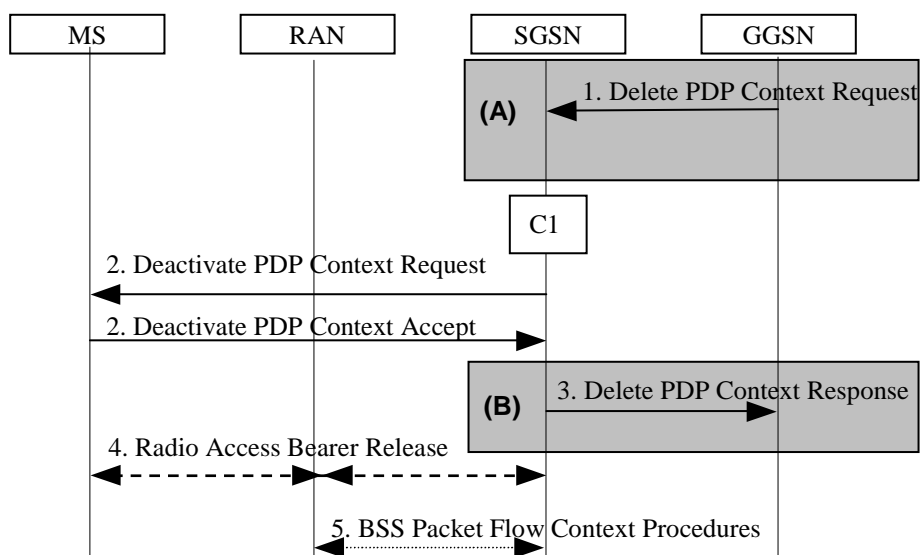 MS RAN SGSN GGSN
1. Delete PDP Context Request
(A)
C1
2. Deactivate PDP Context Request
2. Deactivate PDP Context Accept
3. Delete PDP Context Response
(B)
4. Radio Access Bearer Release
5. BSS Packet Flow Context Procedures